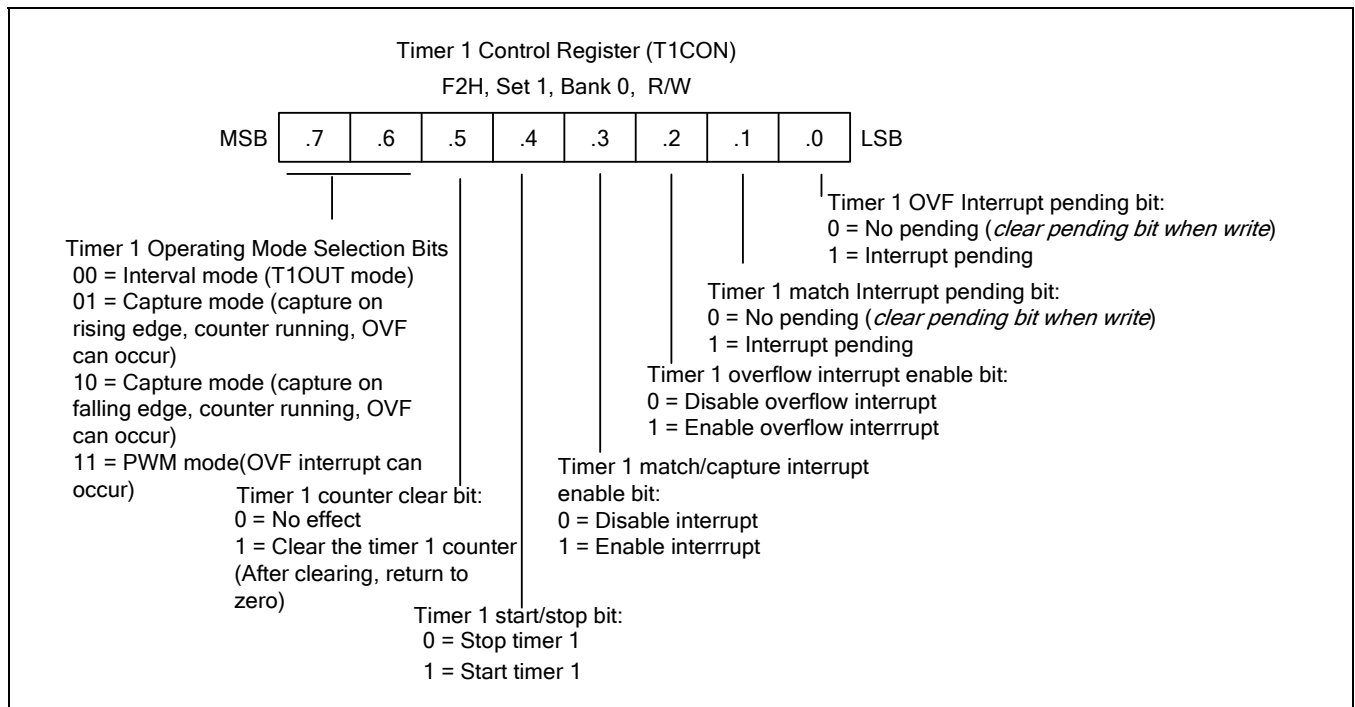 Timer 1 Control Register (T1CON)
F2H, Set 1, Bank 0, R/W
MSB .7 .6 .5 .4 .3 .2 .1 .0 LSB
Timer 1 OVF Interrupt pending bit:
0 = No pending (clear pending bit when write)
1 = Interrupt pending
Timer 1 match Interrupt pending bit:
0 = No pending (clear pending bit when write)
1 = Interrupt pending
Timer 1 overflow interrupt enable bit:
0 = Disable overflow interrupt
1 = Enable overflow interrrupt
Timer 1 match/capture interrupt
enable bit:
0 = Disable interrupt
1 = Enable interrrupt
Timer 1 start/stop bit:
0 = Stop timer 1
1 = Start timer 1
Timer 1 counter clear bit:
0 = No effect
1 = Clear the timer 1 counter
(After clearing, return to
zero)
Timer 1 Operating Mode Selection Bits
00 = Interval mode (T1OUT mode)
01 = Capture mode (capture on
rising edge, counter running, OVF
can occur)
10 = Capture mode (capture on
falling edge, counter running, OVF
can occur)
11 = PWM mode(OVF interrupt can
occur)